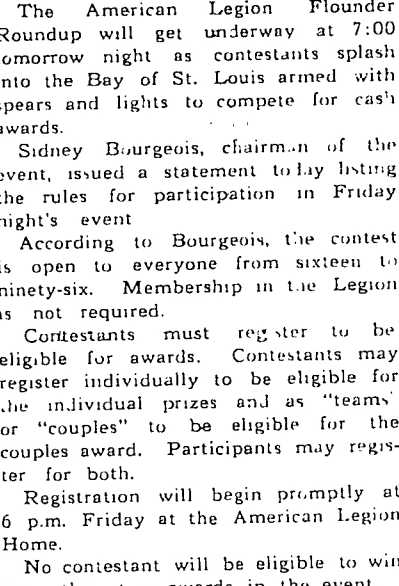 The American Legion Flounder
Roundup will get underway at 7:00
tomorrow night as contestants splash
into the Bay of St. Louis armed with
spears and lights to compete for cash
awards.
Sidney Bourgeois, chairman of the
event, issued a statement today listing
the rules for participation in Friday
night's event
According to Bourgeois, the contest
is open to everyone from sixteen to
ninety-six. Membership in the Legion
is not required.
Contestants must register to be
eligible for awards. Contestants may
register individually to be eligible for
the individual prizes and as "teams"
or "couples" to be eligible for the
couples award. Participants may regis-
ter for both.
Registration will begin promptly at
6 p.m. Friday at the American Legion
Home.
No contestant will be eligible to win
awards in the event